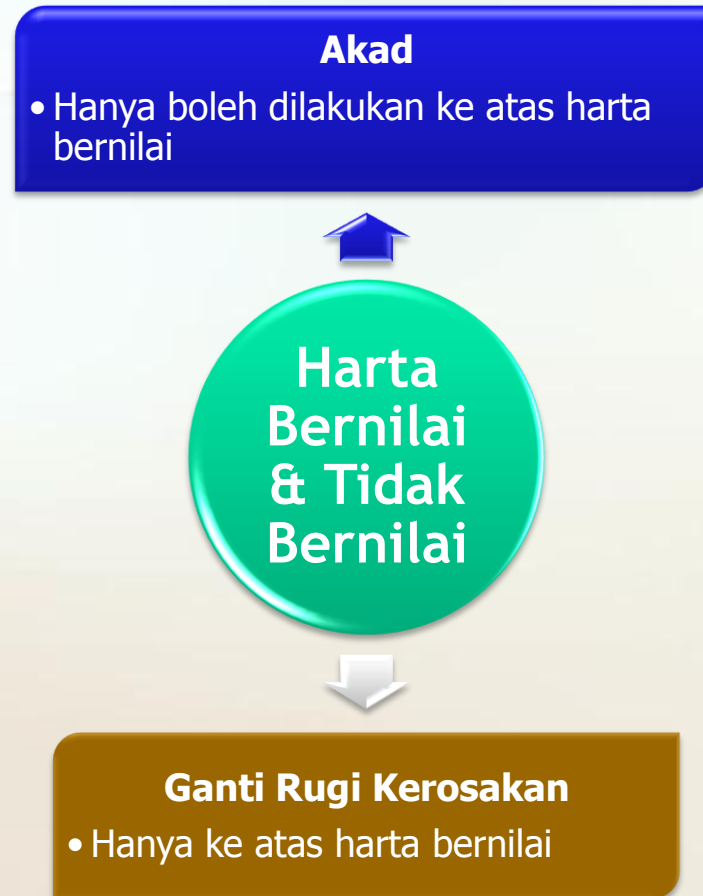 Akad
• Hanya boleh dilakukan ke atas harta
bernilai
Harta
Bernilai
& Tidak
Bernilai
Ganti Rugi Kerosakan
• Hanya ke atas harta bernilai